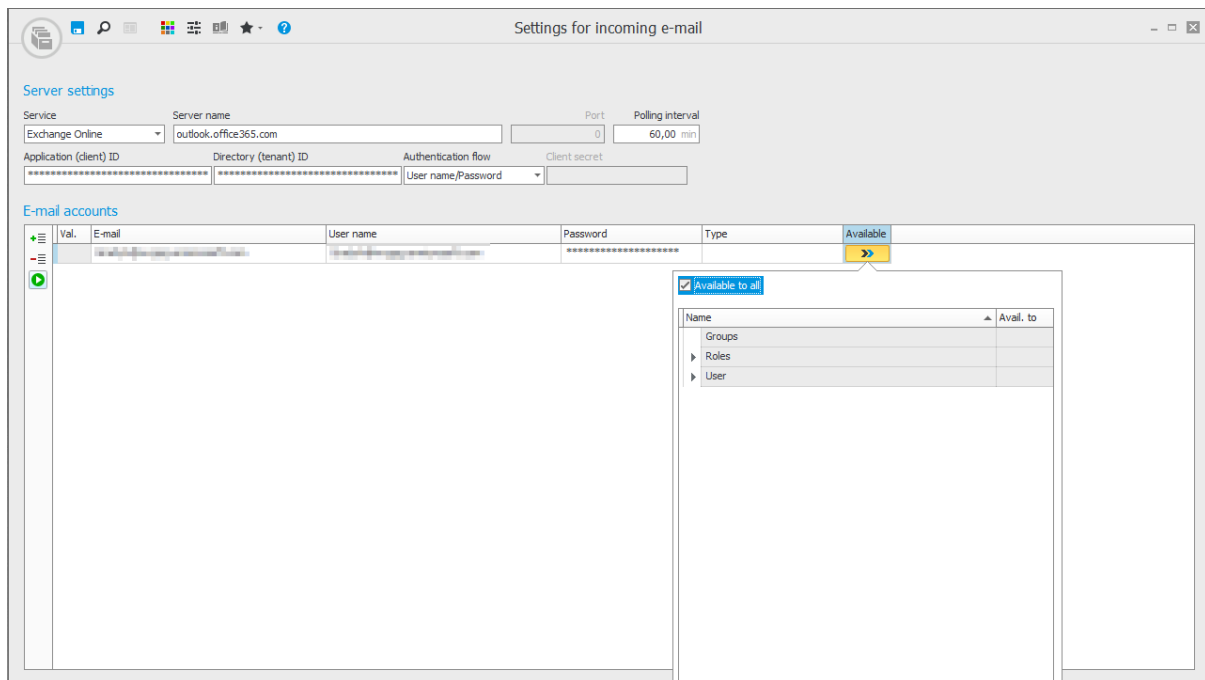 Settings for incoming e-mail
Server settings
Service Server name Port Polling interval
Exchange Online outlook.office365.com 0 60,00 min
Application (client) ID Directory (tenant) ID Authentication flow Client secret
******************************** ******************************** User name/Password
E-mail accounts
Val. E-mail User name Password Type Available
********************
Available to all
Name Avail. to
Groups
Roles
User